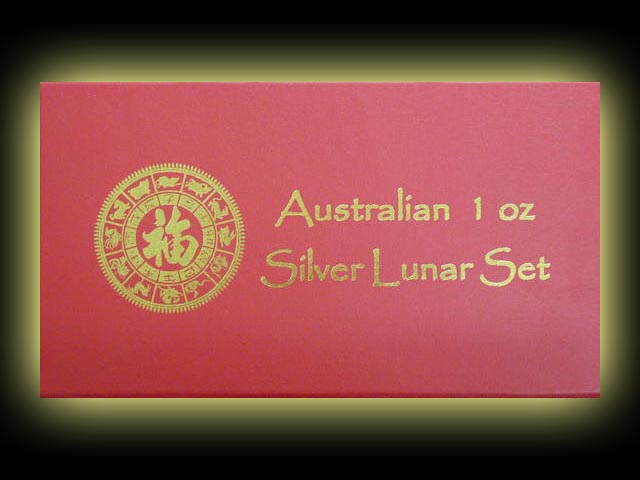 福
Australian 1 oz
Silver Lunar Set